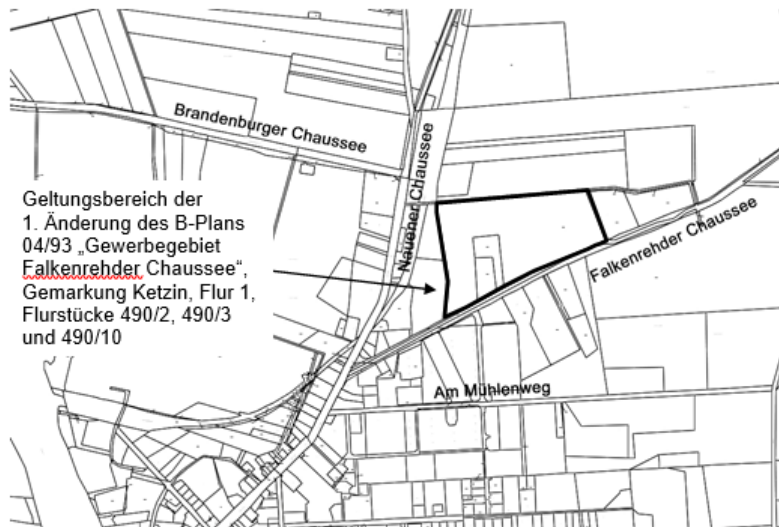 Brandenburger Chaussee
Nauener Chaussee
Geltungsbereich der
1. Änderung des B-Plans
04/93 „Gewerbegebiet
Falkenrehder Chaussee“,
Gemarkung Ketzin, Flur 1,
Flurstücke 490/2, 490/3
und 490/10
Falkenrehder Chaussee
Am Mühlenweg